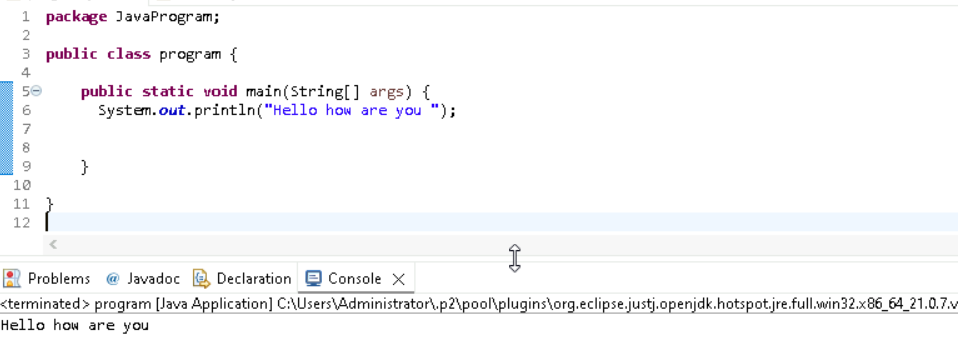 1 package JavaProgram;
2
3 public class program {
4
5 public static void main(String[] args) {
6 System.out.println("Hello how are you ");
7
8
9 }
10
11 }
12
Problems @ Javadoc Declaration Console
<terminated> program [Java Application] C:\Users\Administrator\.p2\pool\plugins\org.eclipse.justj.openjdk.hotspot.jre.full.win32.x86_64_21.0.7.v
Hello how are you